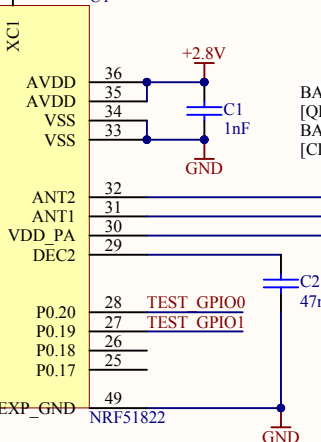 XC1
+2.8V
AVDD 36
AVDD 35
VSS 34
VSS 33
C1
1nF
GND
BA
BA
ANT2 32
ANT1 31
VDD_PA 30
DEC2 29
C2
P0.20 28 TEST_GPIO0
P0.19 27 TEST_GPIO1
P0.18 26
P0.17 25
EXP_GND 49
NRF51822
GND